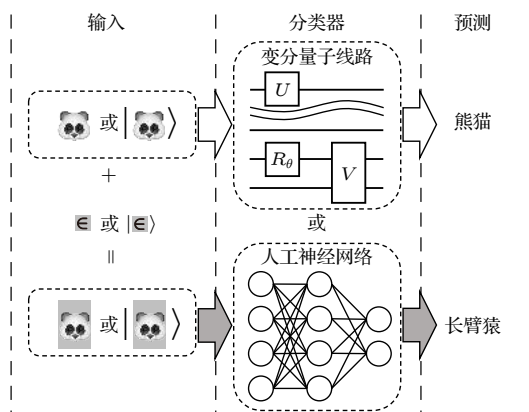 输入 分类器 预测
变分量子线路
U
或 | ⟩ 熊猫
R_θ
V
+
∈ 或 |∈⟩ 或
=
人工神经网络
或 | ⟩ 长臂猿